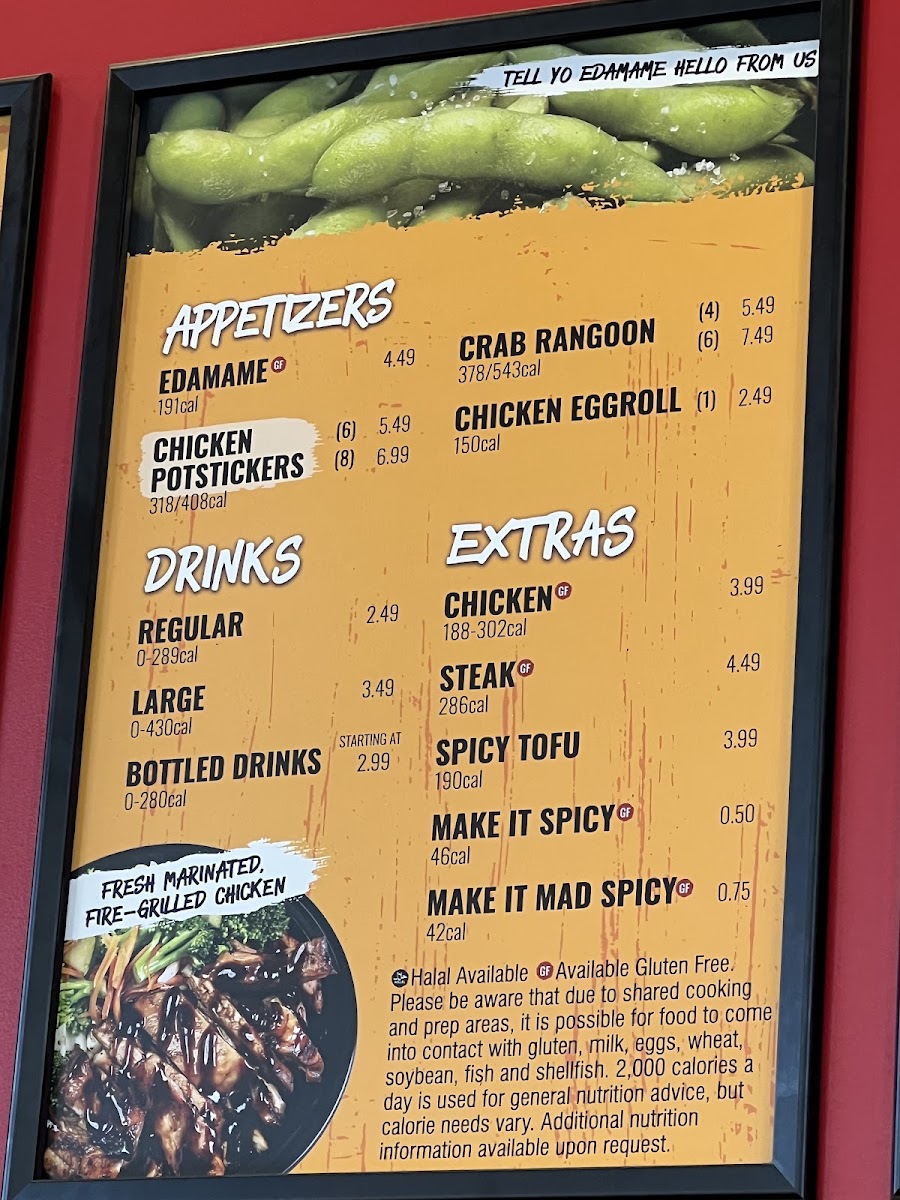 TELL YO EDAMAME HELLO FROM US
APPETIZERS
EDAMAME GF 4.49
191cal
CHICKEN
POTSTICKERS
(6) 5.49
(8) 6.99
318/408cal
CRAB RANGOON
(4) 5.49
(6) 7.49
378/543cal
CHICKEN EGGROLL (1) 2.49
150cal
DRINKS
REGULAR 2.49
0-289cal
LARGE 3.49
0-430cal
BOTTLED DRINKS
STARTING AT
2.99
0-280cal
EXTRAS
CHICKEN GF 3.99
188-302cal
STEAK GF 4.49
286cal
SPICY TOFU 3.99
190cal
MAKE IT SPICY GF 0.50
46cal
MAKE IT MAD SPICY GF 0.75
42cal
FRESH MARINATED,
FIRE-GRILLED CHICKEN
Halal Available GF Available Gluten Free.
Please be aware that due to shared cooking
and prep areas, it is possible for food to come
into contact with gluten, milk, eggs, wheat,
soybean, fish and shellfish. 2,000 calories a
day is used for general nutrition advice, but
calorie needs vary. Additional nutrition
information available upon request.